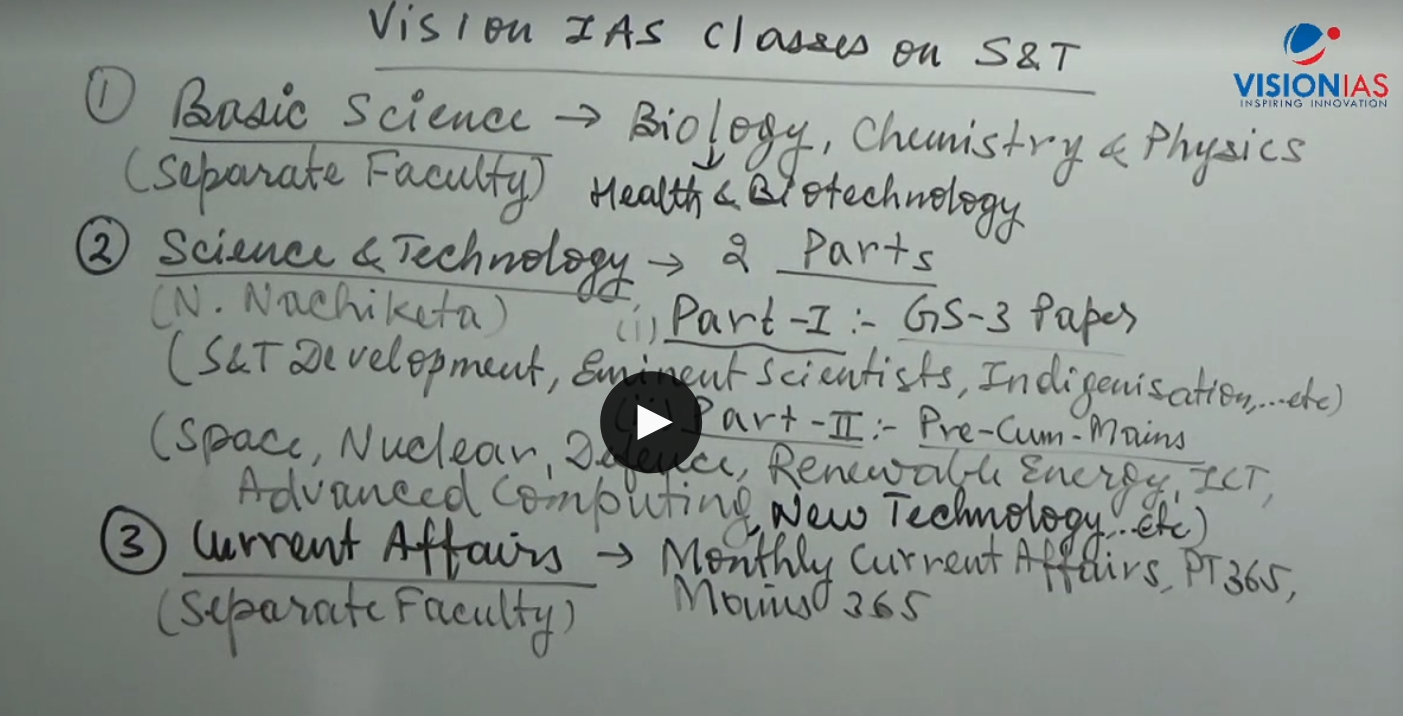 Vision IAS Classes on S&T
VISIONIAS
INSPIRING INNOVATION
① Basic Science → Biology, Chemistry & Physics
(Separate Faculty) Health & Biotechnology
② Science & Technology → 2 Parts
(N. Nachiketa) (i) Part-I :- GS-3 Paper
(S&T Development, Eminent Scientists, Indigenisation,...etc)
(ii) Part-II :- Pre-Cum-Mains
(Space, Nuclear, Defence, Renewable Energy, ICT,
Advanced Computing, New Technology...etc)
③ Current Affairs → Monthly Current Affairs, PT365,
(Separate Faculty) Mains 365